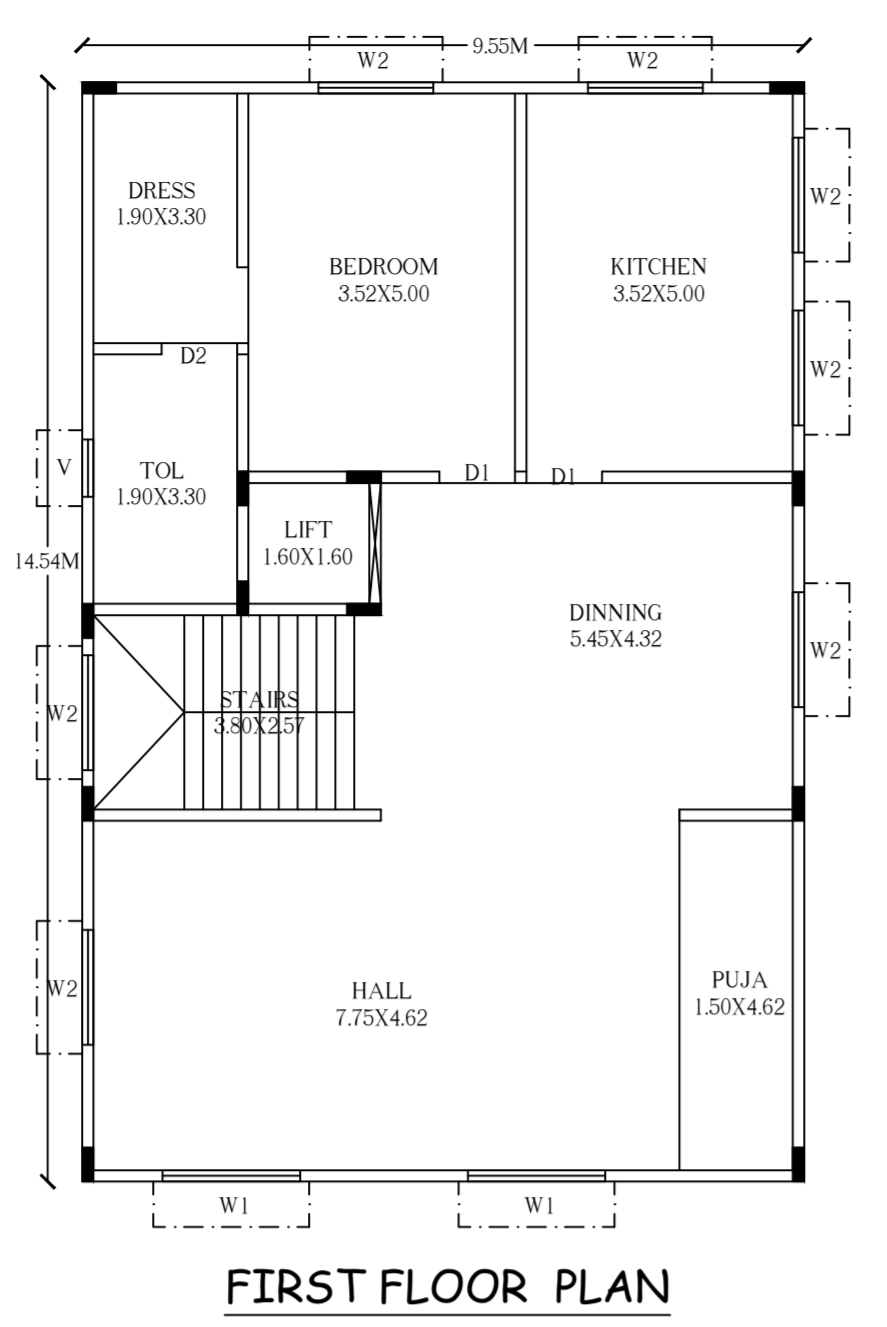 9.55M
W2
W2
DRESS
1.90X3.30
W2
BEDROOM
3.52X5.00
KITCHEN
3.52X5.00
D2
W2
V
TOL
1.90X3.30
D1
D1
LIFT
1.60X1.60
14.54M
DINNING
5.45X4.32
W2
STAIRS
3.80X2.57
W2
W2
HALL
7.75X4.62
PUJA
1.50X4.62
W1
W1
FIRST FLOOR PLAN